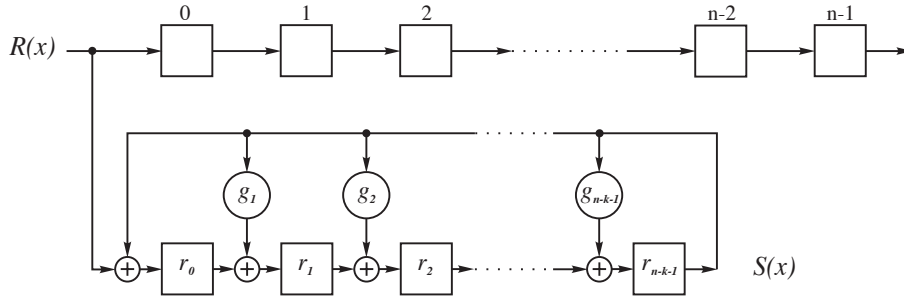 0 1 2 n-2 n-1
R(x)
g₁ g₂ gₙ₋ₖ₋₁
r₀ r₁ r₂ rₙ₋ₖ₋₁ S(x)